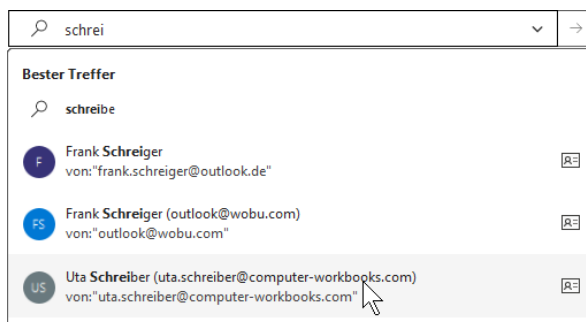 schrei
Bester Treffer
schreibe
F
Frank Schreiger
von:"frank.schreiger@outlook.de"
FS
Frank Schreiger (outlook@wobu.com)
von:"outlook@wobu.com"
US
Uta Schreiber (uta.schreiber@computer-workbooks.com)
von:"uta.schreiber@computer-workbooks.com"